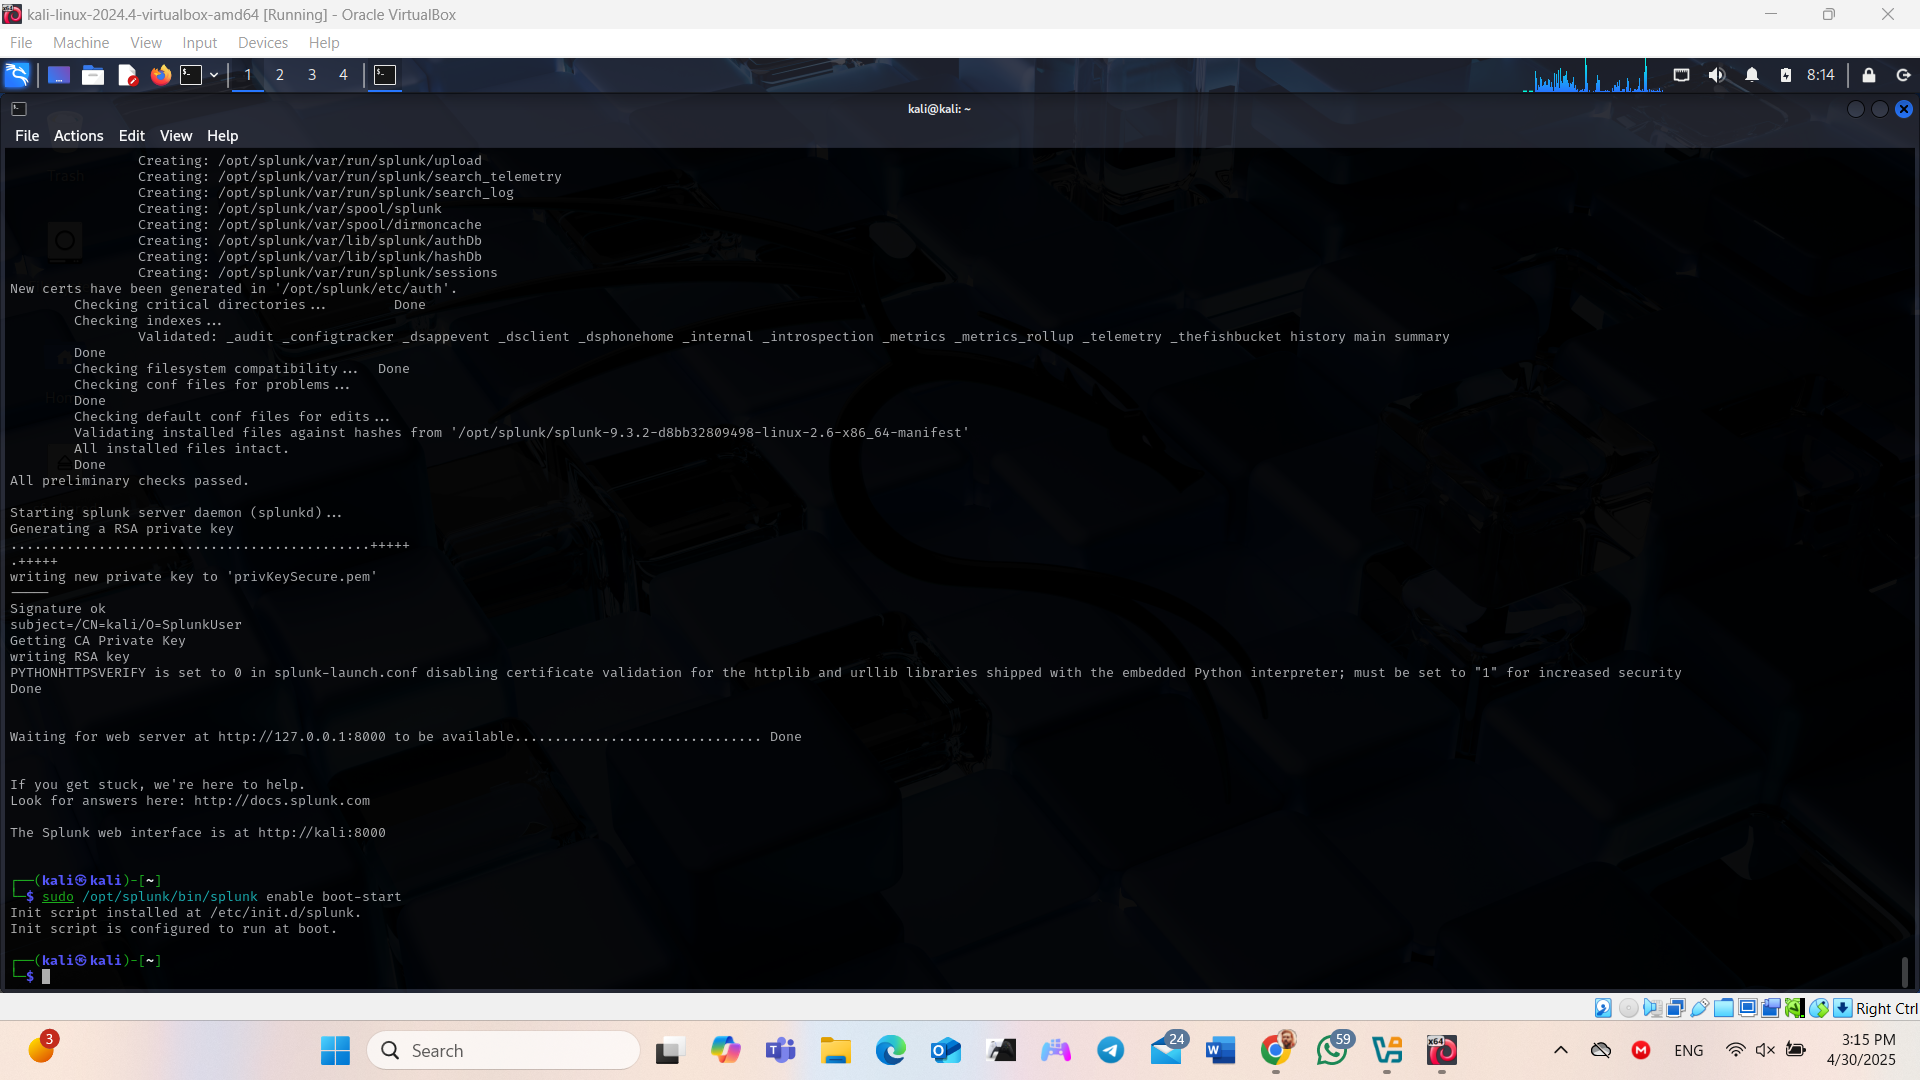 kali-linux-2024.4-virtualbox-amd64 [Running] - Oracle VirtualBox
File Machine View Input Devices Help
1 2 3 4 8:14
kali@kali: ~
File Actions Edit View Help
Creating: /opt/splunk/var/run/splunk/upload
Creating: /opt/splunk/var/run/splunk/search_telemetry
Creating: /opt/splunk/var/run/splunk/search_log
Creating: /opt/splunk/var/spool/splunk
Creating: /opt/splunk/var/spool/dirmoncache
Creating: /opt/splunk/var/lib/splunk/authDb
Creating: /opt/splunk/var/lib/splunk/hashDb
Creating: /opt/splunk/var/run/splunk/sessions
New certs have been generated in '/opt/splunk/etc/auth'.
Checking critical directories... Done
Checking indexes...
Validated: _audit _configtracker _dsappevent _dsclient _dsphonehome _internal _introspection _metrics _metrics_rollup _telemetry _thefishbucket history main summary
Done
Checking filesystem compatibility... Done
Checking conf files for problems...
Done
Checking default conf files for edits...
Validating installed files against hashes from '/opt/splunk/splunk-9.3.2-d8bb32809498-linux-2.6-x86_64-manifest'
All installed files intact.
Done
All preliminary checks passed.
Starting splunk server daemon (splunkd)...
Generating a RSA private key
.............................................+++++
.+++++
writing new private key to 'privKeySecure.pem'
-----
Signature ok
subject=/CN=kali/O=SplunkUser
Getting CA Private Key
writing RSA key
PYTHONHTTPSVERIFY is set to 0 in splunk-launch.conf disabling certificate validation for the httplib and urllib libraries shipped with the embedded Python interpreter; must be set to "1" for increased security
Done
Waiting for web server at http://127.0.0.1:8000 to be available............................... Done
If you get stuck, we're here to help.
Look for answers here: http://docs.splunk.com
The Splunk web interface is at http://kali:8000
┌──(kali㉿kali)-[~]
└─$ sudo /opt/splunk/bin/splunk enable boot-start
Init script installed at /etc/init.d/splunk.
Init script is configured to run at boot.
┌──(kali㉿kali)-[~]
└─$
Right Ctrl
3
Search
24
59
ENG
3:15 PM
4/30/2025